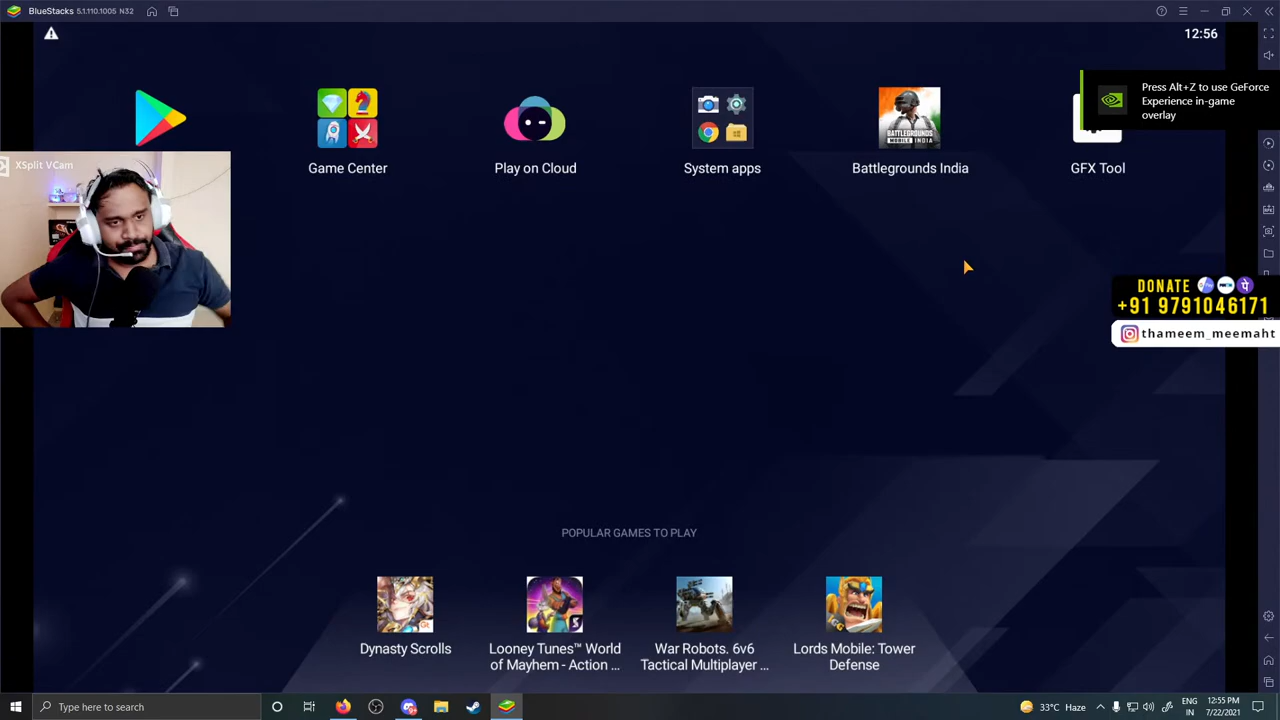 BlueStacks 5.1.110.1005 N32
12:56
Press Alt+Z to use GeForce
Experience in-game
overlay
XSplit VCam
Game Center
Play on Cloud
System apps
BATTLEGROUNDS
MOBILE INDIA
Battlegrounds India
GFX Tool
DONATE
+91 9791046171
thameem_meemaht
POPULAR GAMES TO PLAY
Dynasty Scrolls
Looney Tunes™ World
of Mayhem - Action ...
War Robots. 6v6
Tactical Multiplayer ...
Lords Mobile: Tower
Defense
Type here to search
33°C Haze
ENG
IN
12:55 PM
7/22/2021